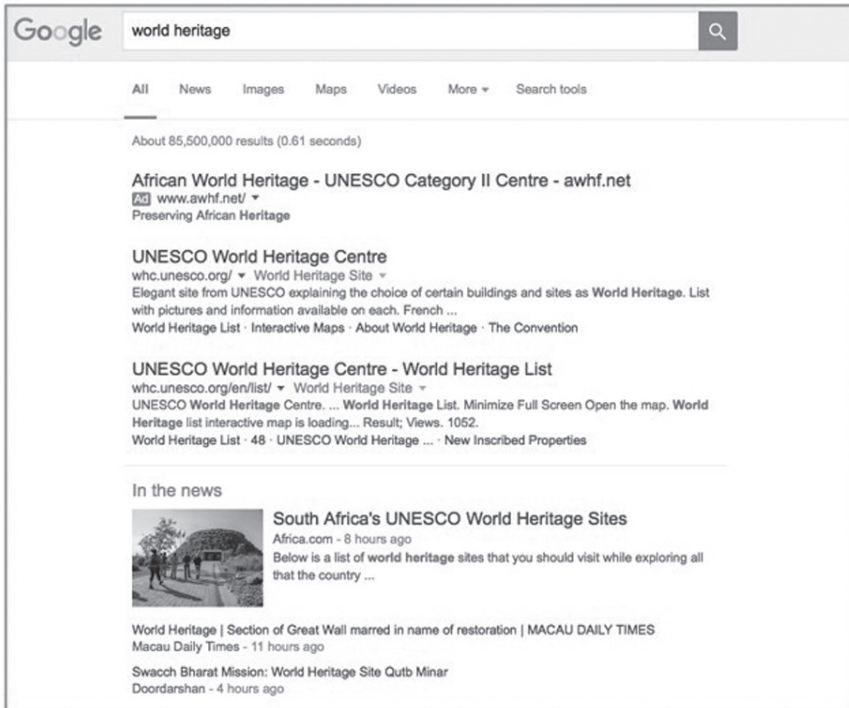 Google world heritage
All News Images Maps Videos More Search tools
About 85,500,000 results (0.61 seconds)
African World Heritage - UNESCO Category II Centre - awhf.net
Ad www.awhf.net/
Preserving African Heritage
UNESCO World Heritage Centre
whc.unesco.org/ World Heritage Site
Elegant site from UNESCO explaining the choice of certain buildings and sites as World Heritage. List
with pictures and information available on each. French ...
World Heritage List · Interactive Maps · About World Heritage · The Convention
UNESCO World Heritage Centre - World Heritage List
whc.unesco.org/en/list/ World Heritage Site
UNESCO World Heritage Centre. ... World Heritage List. Minimize Full Screen Open the map. World
Heritage list interactive map is loading... Result; Views. 1052.
World Heritage List · 48 · UNESCO World Heritage ... · New Inscribed Properties
In the news
South Africa's UNESCO World Heritage Sites
Africa.com - 8 hours ago
Below is a list of world heritage sites that you should visit while exploring all
that the country ...
World Heritage | Section of Great Wall marred in name of restoration | MACAU DAILY TIMES
Macau Daily Times - 11 hours ago
Swacch Bharat Mission: World Heritage Site Qutb Minar
Doordarshan - 4 hours ago